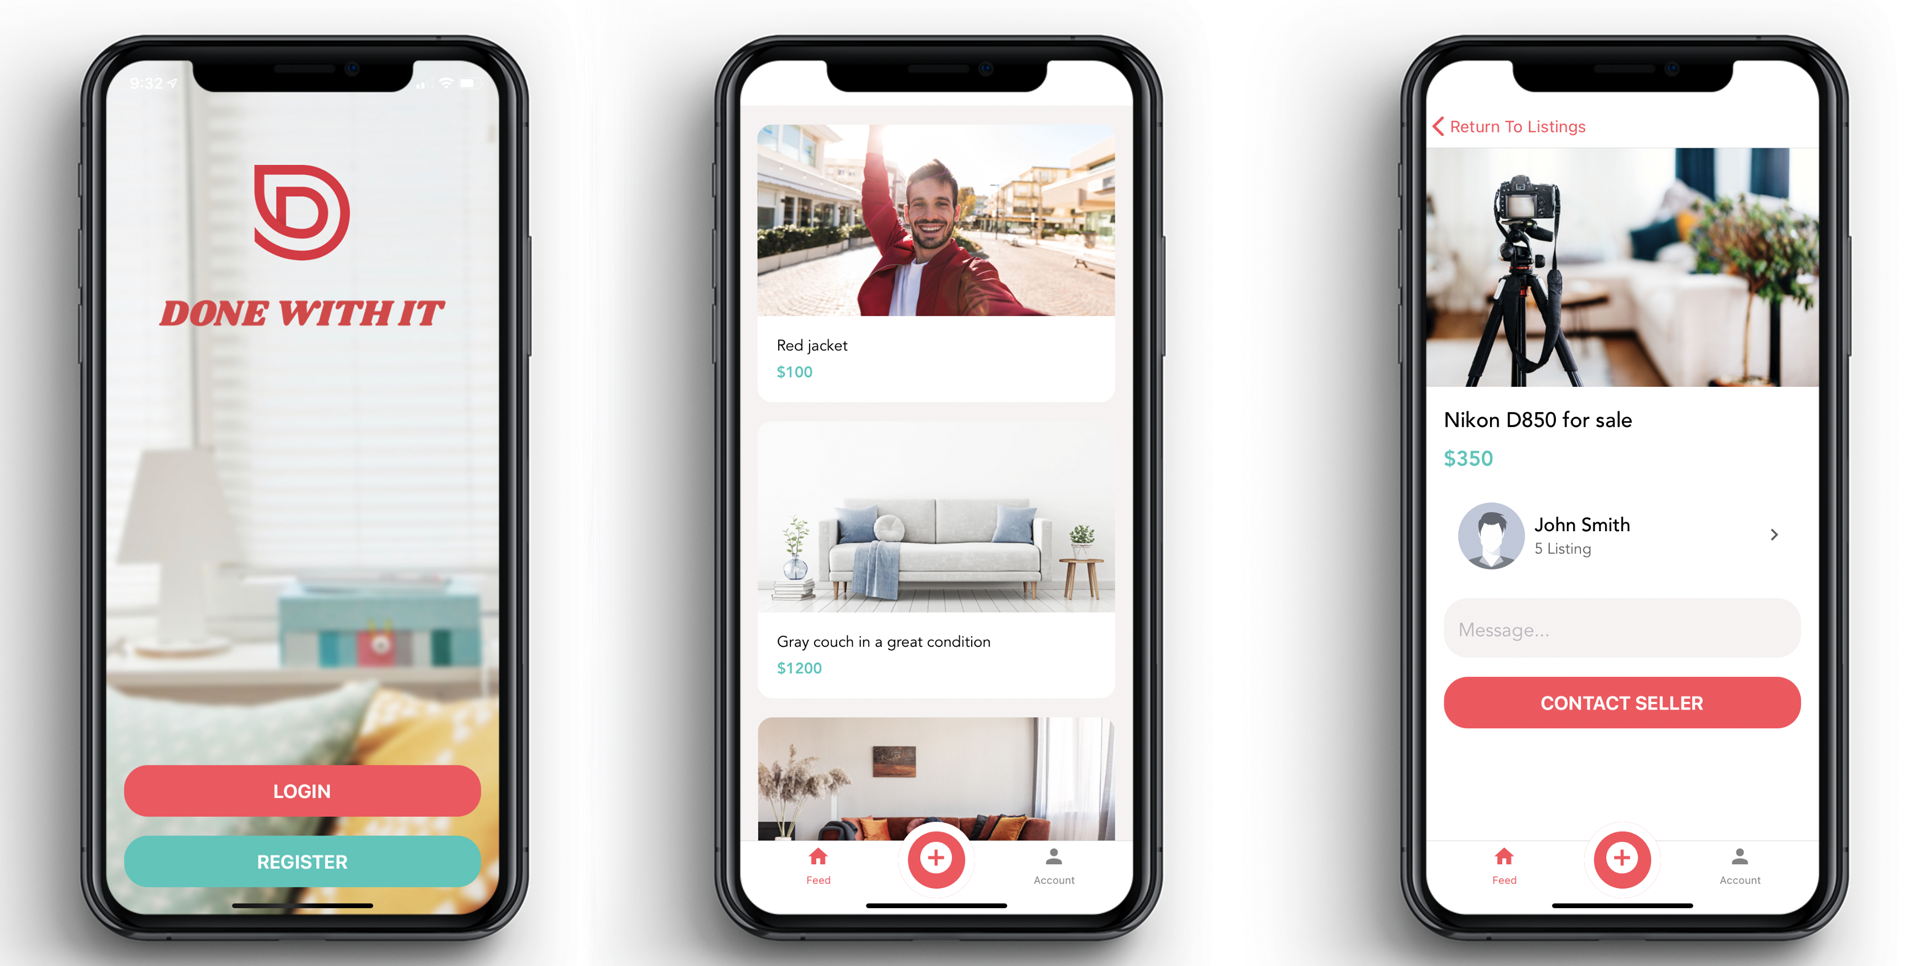 9:32
DONE WITH IT
LOGIN
REGISTER
Red jacket
$100
Gray couch in a great condition
$1200
Feed
Account
Return To Listings
Nikon D850 for sale
$350
John Smith
5 Listing
Message...
CONTACT SELLER
Feed
Account